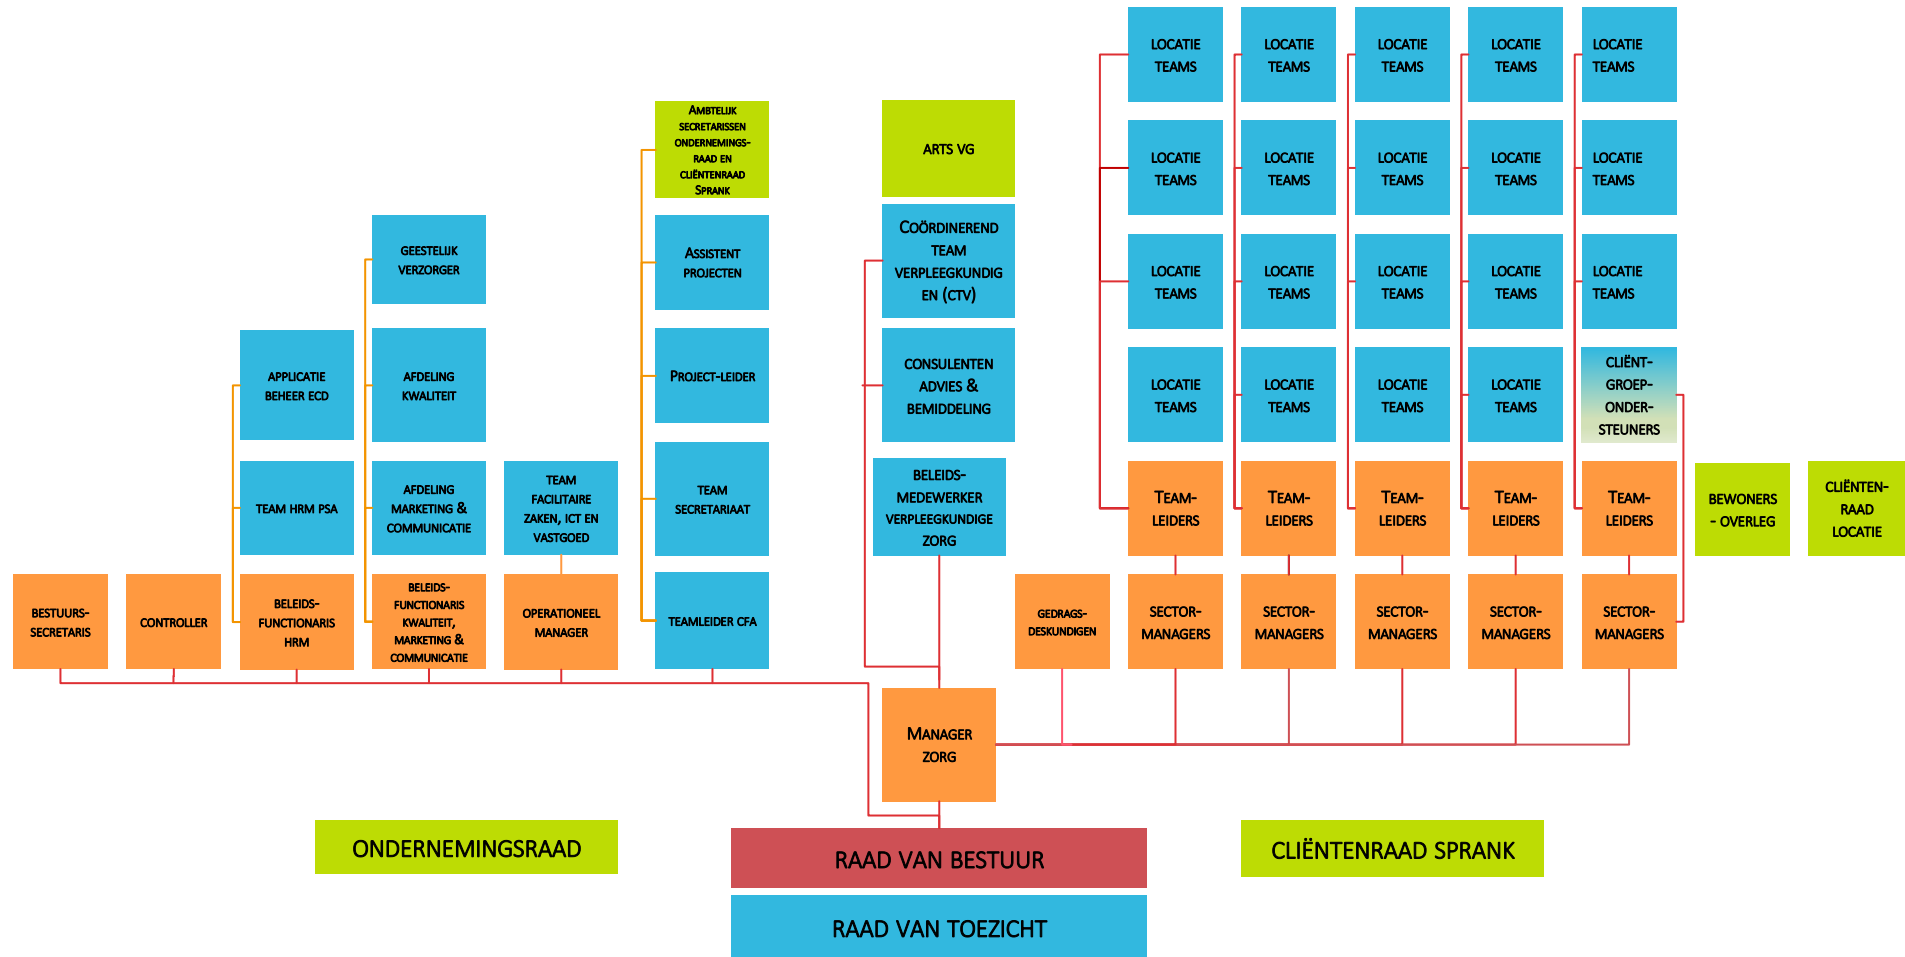 LOCATIE
TEAMS
LOCATIE
TEAMS
LOCATIE
TEAMS
LOCATIE
TEAMS
LOCATIE
TEAMS
AMBTELIJK
SECRETARISSEN
ONDERNEMINGS-
RAAD EN
CLIËNTENRAAD
SPRANK
ARTS VG
LOCATIE
TEAMS
LOCATIE
TEAMS
LOCATIE
TEAMS
LOCATIE
TEAMS
LOCATIE
TEAMS
GEESTELIJK
VERZORGER
ASSISTENT
PROJECTEN
COÖRDINEREND
TEAM
VERPLEEGKUNDIG
EN (CTV)
LOCATIE
TEAMS
LOCATIE
TEAMS
LOCATIE
TEAMS
LOCATIE
TEAMS
LOCATIE
TEAMS
APPLICATIE
BEHEER ECD
AFDELING
KWALITEIT
PROJECT-LEIDER
CONSULENTEN
ADVIES &
BEMIDDELING
LOCATIE
TEAMS
LOCATIE
TEAMS
LOCATIE
TEAMS
LOCATIE
TEAMS
CLIËNT-
GROEP-
ONDER-
STEUNERS
TEAM HRM PSA
AFDELING
MARKETING &
COMMUNICATIE
TEAM
FACILITAIRE
ZAKEN, ICT EN
VASTGOED
TEAM
SECRETARIAAT
BELEIDS-
MEDEWERKER
VERPLEEGKUNDIGE
ZORG
TEAM-
LEIDERS
TEAM-
LEIDERS
TEAM-
LEIDERS
TEAM-
LEIDERS
TEAM-
LEIDERS
BEWONERS
- OVERLEG
CLIËNTEN-
RAAD
LOCATIE
BESTUURS-
SECRETARIS
CONTROLLER
BELEIDS-
FUNCTIONARIS
HRM
BELEIDS-
FUNCTIONARIS
KWALITEIT,
MARKETING &
COMMUNICATIE
OPERATIONEEL
MANAGER
TEAMLEIDER CFA
GEDRAGS-
DESKUNDIGEN
SECTOR-
MANAGERS
SECTOR-
MANAGERS
SECTOR-
MANAGERS
SECTOR-
MANAGERS
SECTOR-
MANAGERS
MANAGER
ZORG
ONDERNEMINGSRAAD
RAAD VAN BESTUUR
CLIËNTENRAAD SPRANK
RAAD VAN TOEZICHT